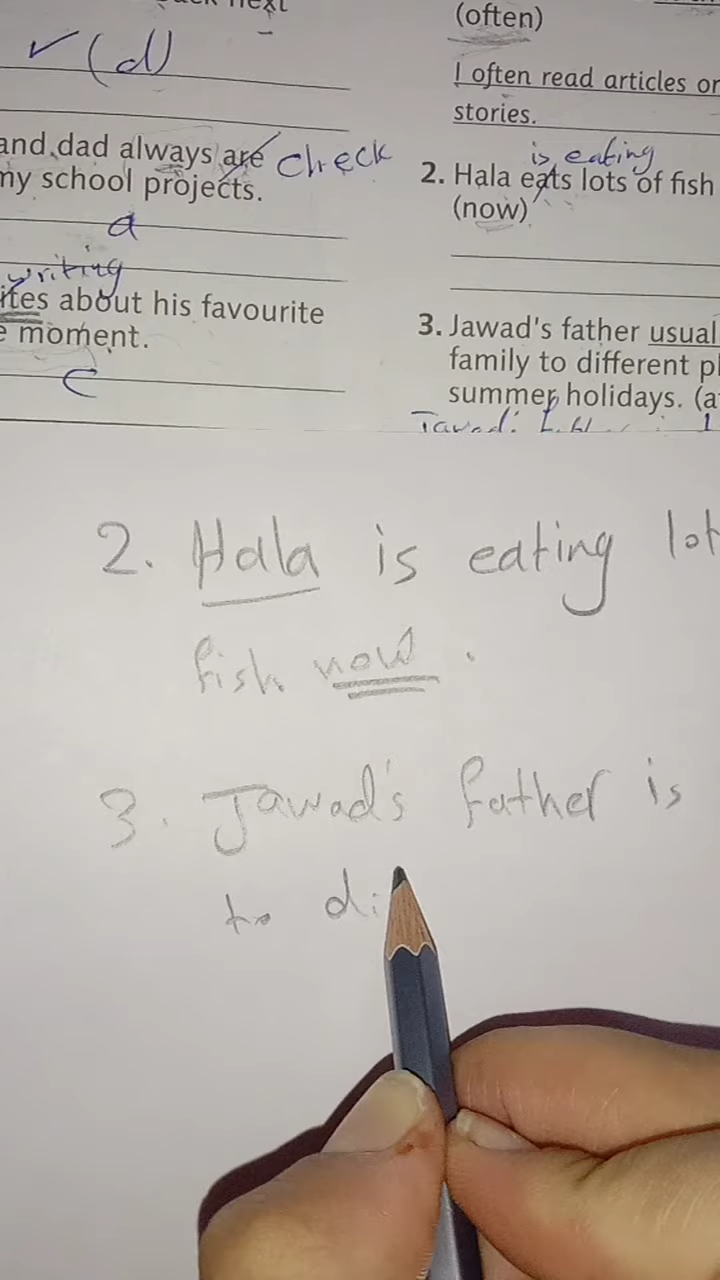 next
✓ (d)
and dad always are check
my school projects.
a
writing
ites about his favourite
e moment.
c
(often)
I often read articles or
stories.
is eating
2. Hala eats lots of fish
(now)
3. Jawad's father usual
family to different pl
summer holidays. (a
2. Hala is eating lot
fish now.
3. Jawad's father is
to di